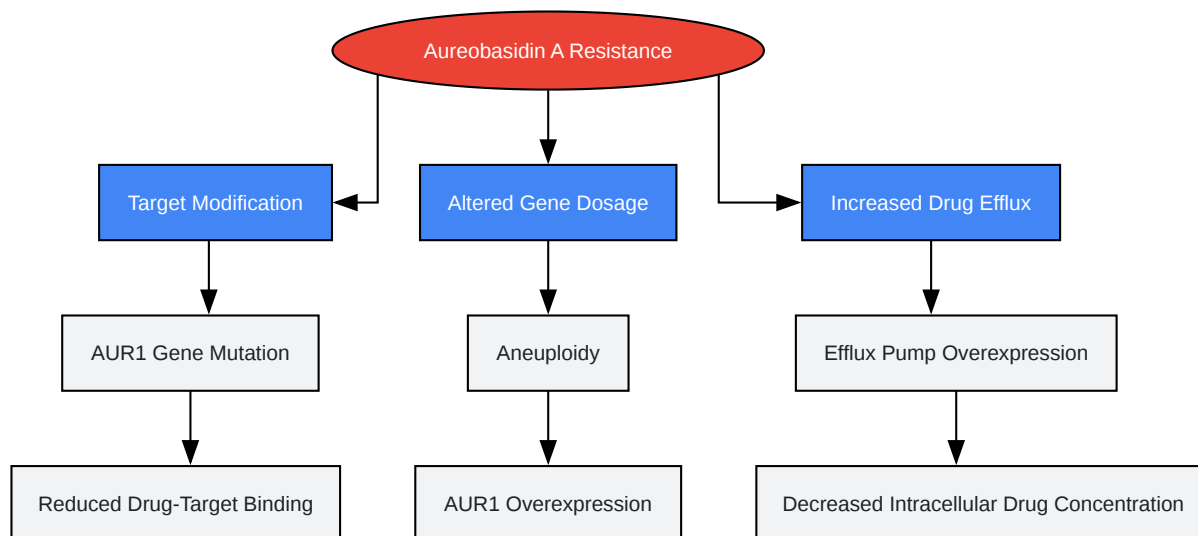 Aureobasidin A Resistance
Target Modification
Altered Gene Dosage
Increased Drug Efflux
AUR1 Gene Mutation
Aneuploidy
Efflux Pump Overexpression
Reduced Drug-Target Binding
AUR1 Overexpression
Decreased Intracellular Drug Concentration